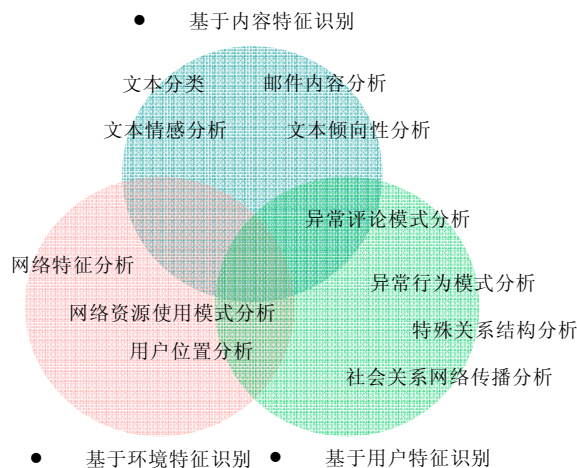 ● 基于内容特征识别
文本分类 邮件内容分析
文本情感分析 文本倾向性分析
异常评论模式分析
网络特征分析
异常行为模式分析
网络资源使用模式分析
特殊关系结构分析
用户位置分析
社会关系网络传播分析
● 基于环境特征识别 ● 基于用户特征识别